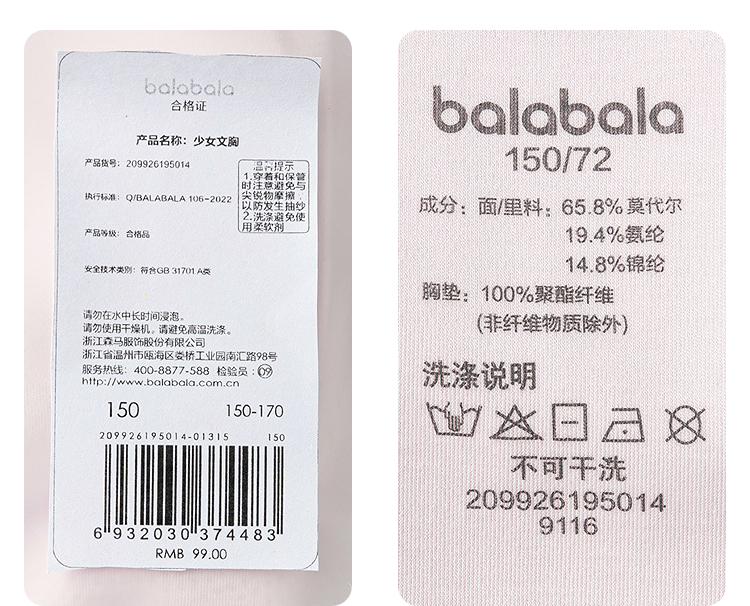 balabala
合格证
产品名称：少女文胸
产品货号：209926195014
执行标准：Q/BALABALA 106-2022
产品等级：合格品
安全技术类别：符合GB 31701 A类
温馨提示
1.穿着和保管
时注意避免与
尖锐物摩擦，
以防发生抽纱
2.洗涤避免使
用柔软剂
请勿在水中长时间浸泡。
请勿使用干燥机。请避免高温洗涤。
浙江森马服饰股份有限公司
浙江省温州市瓯海区娄桥工业园南汇路98号
服务热线：400-8877-588 检验员：09
http://www.balabala.com.cn
150 150-170
209926195014-01315 150
6 932030 374483
RMB 99.00
balabala
150/72
成分：面/里料：65.8%莫代尔
19.4%氨纶
14.8%锦纶
胸垫：100%聚酯纤维
(非纤维物质除外)
洗涤说明
不可干洗
209926195014
9116